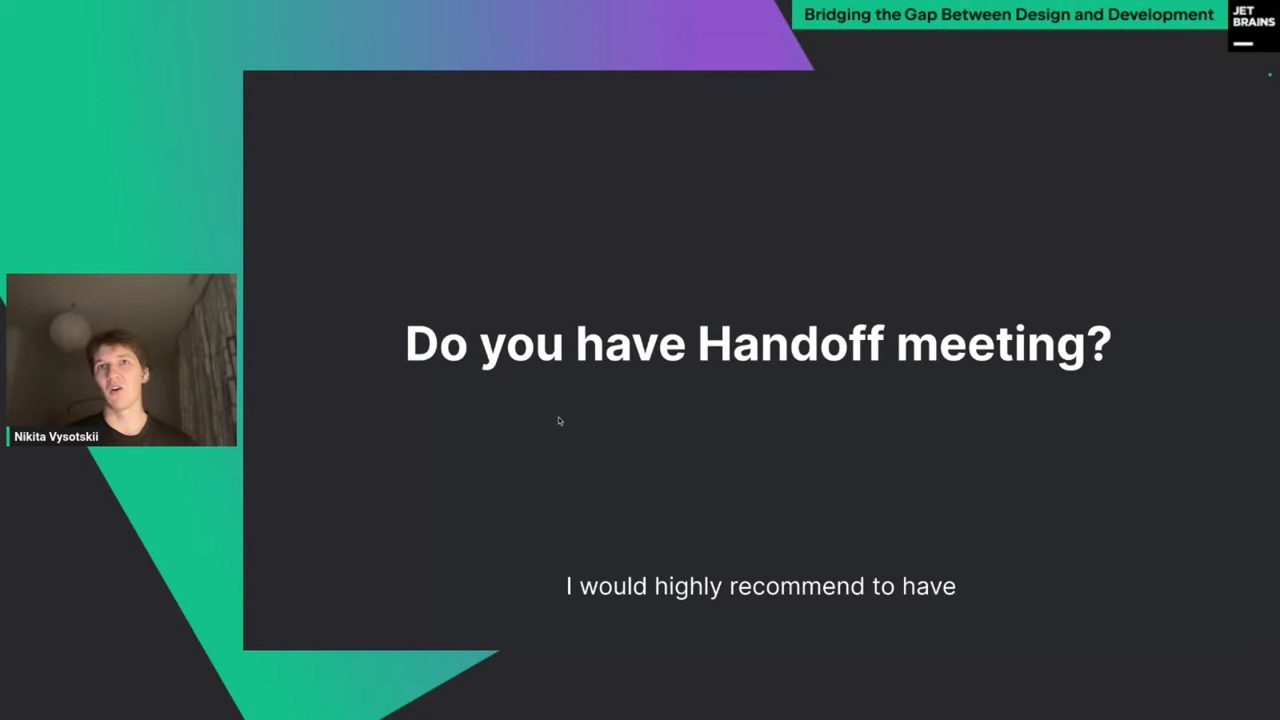 Bridging the Gap Between Design and Development
JET
BRAINS
Do you have Handoff meeting?
Nikita Vysotskii
I would highly recommend to have